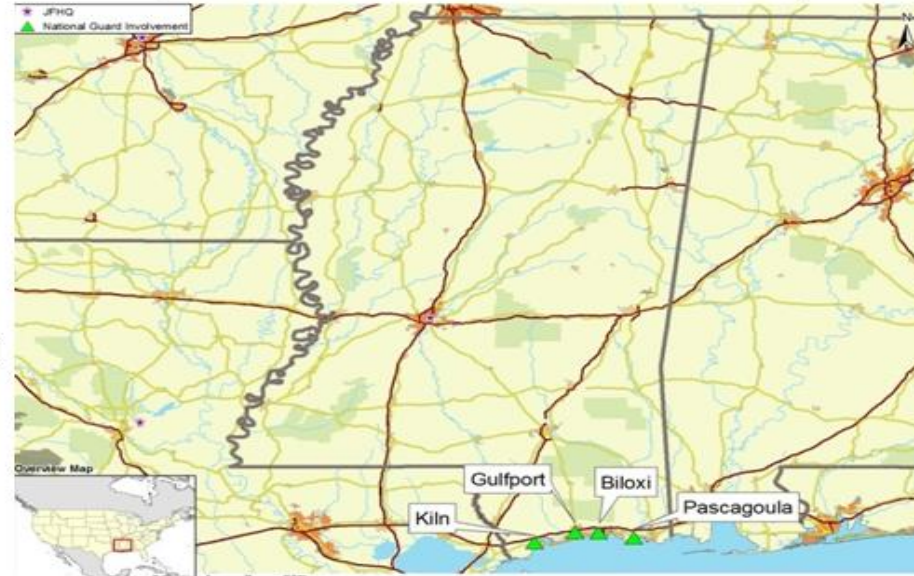 JFHQ
National Guard Involvement
N
Overview Map
Gulfport
Biloxi
Kiln
Pascagoula